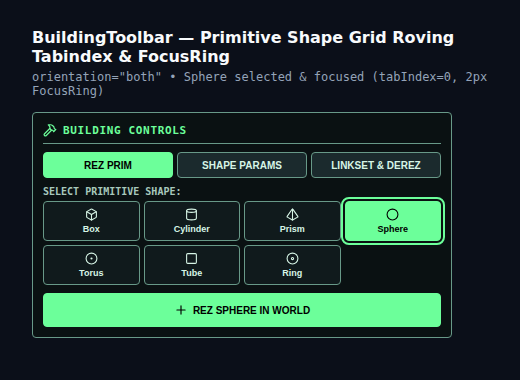 BuildingToolbar — Primitive Shape Grid Roving
Tabindex & FocusRing
orientation="both" • Sphere selected & focused (tabIndex=0, 2px
FocusRing)
BUILDING CONTROLS
REZ PRIM
SHAPE PARAMS
LINKSET & DEREZ
SELECT PRIMITIVE SHAPE:
Box
Cylinder
Prism
Sphere
Torus
Tube
Ring
REZ SPHERE IN WORLD